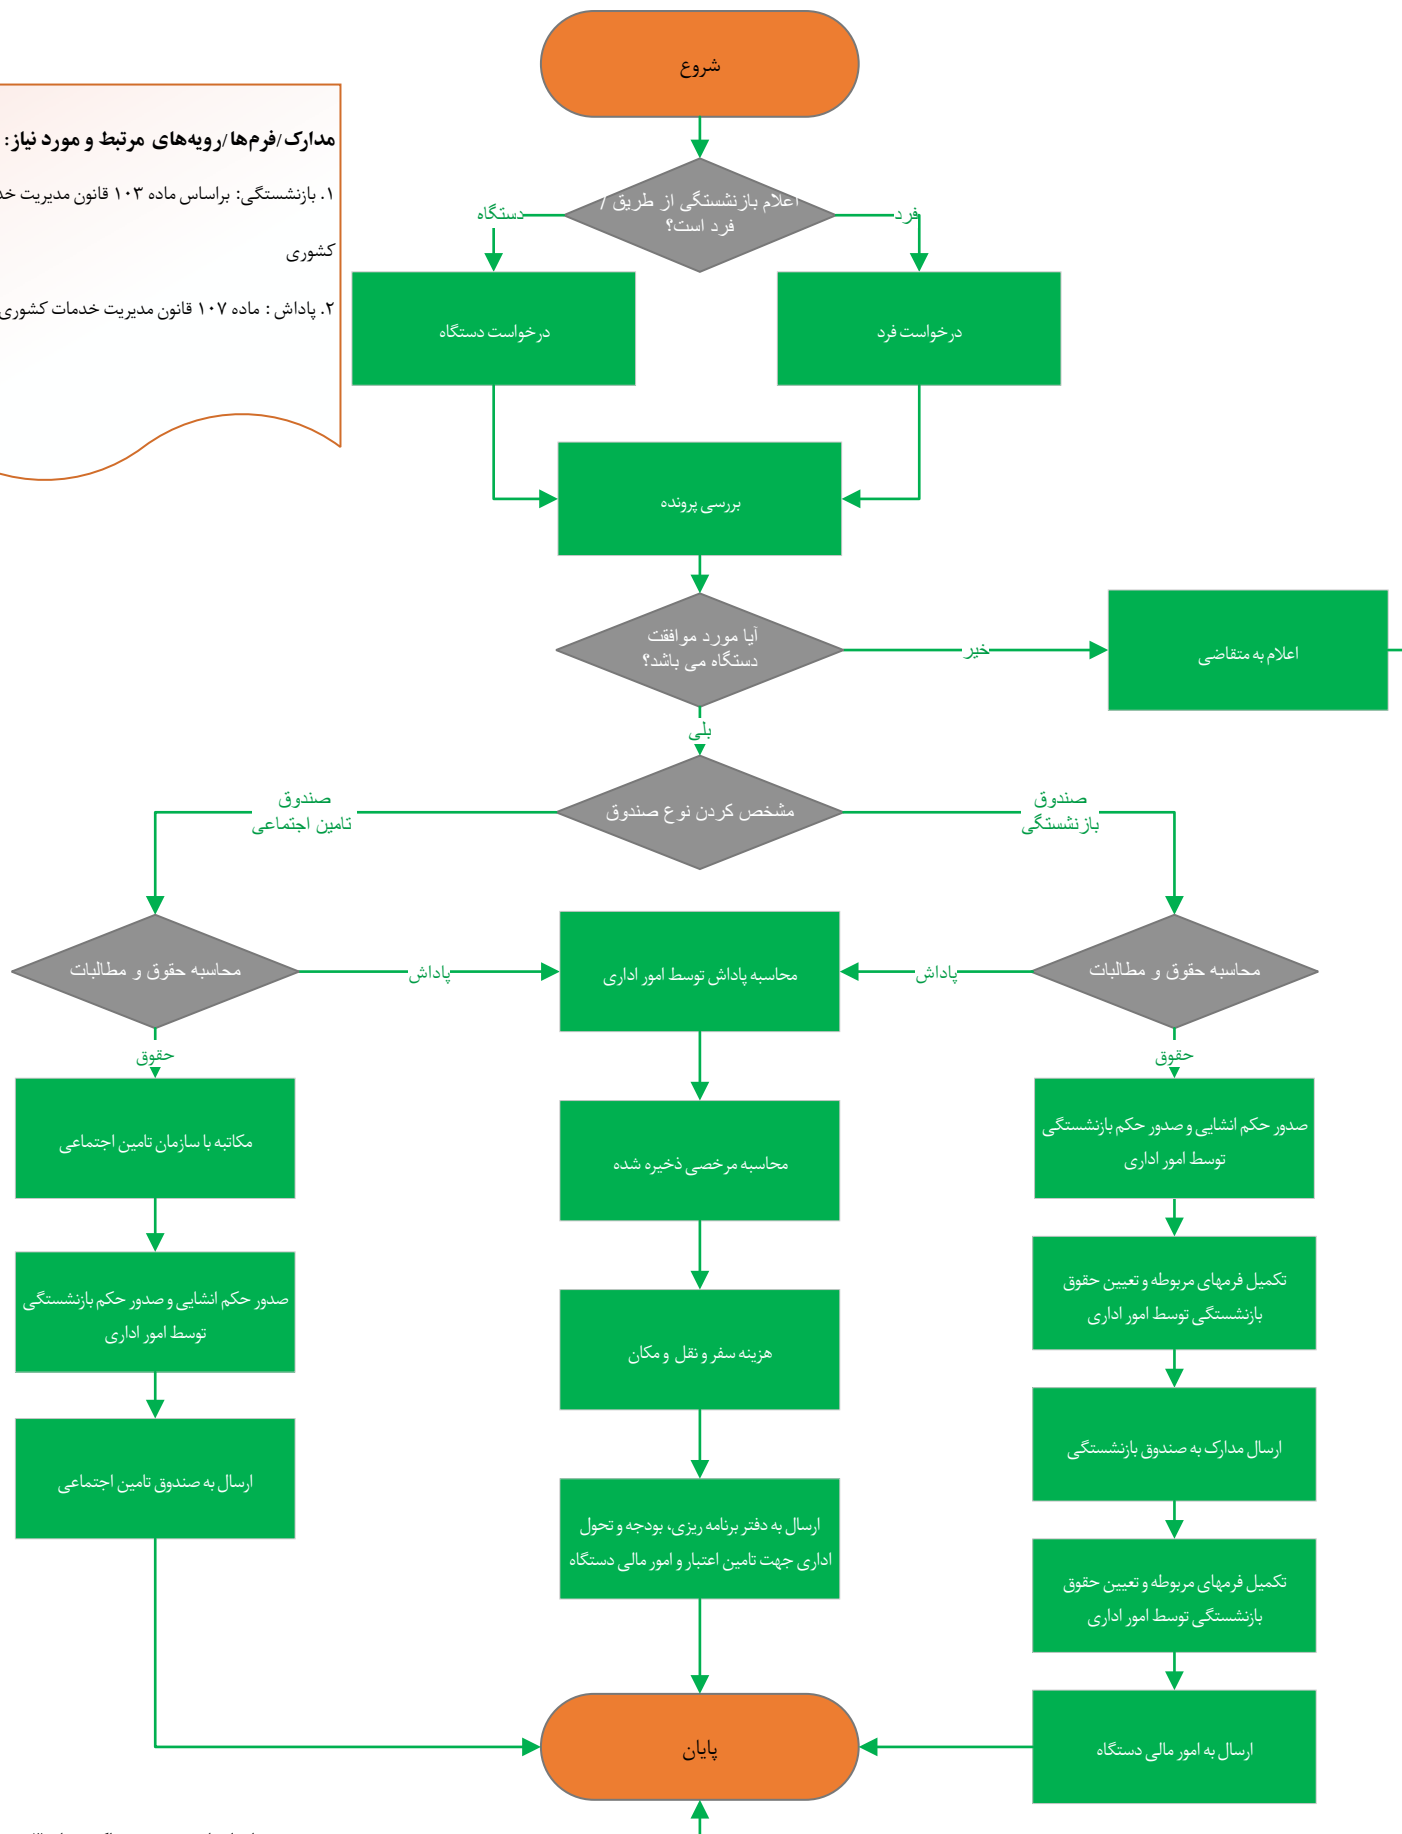 شروع
مدارک/فرم‌ها/رویه‌های مرتبط و مورد نیاز:
۱. بازنشستگی: براساس ماده ۱۰۳ قانون مدیریت
کشوری
۲. پاداش : ماده ۱۰۷ قانون مدیریت خدمات کشوری
اعلام بازنشستگی از طریق /
فرد است؟
فرد
دستگاه
درخواست فرد
درخواست دستگاه
بررسی پرونده
آیا مورد موافقت
دستگاه می باشد؟
خیر
اعلام به متقاضی
بلی
مشخص کردن نوع صندوق
صندوق
بازنشستگی
صندوق
تامین اجتماعی
محاسبه حقوق و مطالبات
پاداش
محاسبه پاداش توسط امور اداری
پاداش
محاسبه حقوق و مطالبات
حقوق
حقوق
صدور حکم انشایی و صدور حکم بازنشستگی
توسط امور اداری
محاسبه مرخصی ذخیره شده
مکاتبه با سازمان تامین اجتماعی
تکمیل فرمهای مربوطه و تعیین حقوق
بازنشستگی توسط امور اداری
هزینه سفر و نقل و مکان
صدور حکم انشایی و صدور حکم بازنشستگی
توسط امور اداری
ارسال مدارک به صندوق بازنشستگی
ارسال به دفتر برنامه ریزی، بودجه و تحول
اداری جهت تامین اعتبار و امور مالی دستگاه
ارسال به صندوق تامین اجتماعی
تکمیل فرمهای مربوطه و تعیین حقوق
بازنشستگی توسط امور اداری
ارسال به امور مالی دستگاه
پایان